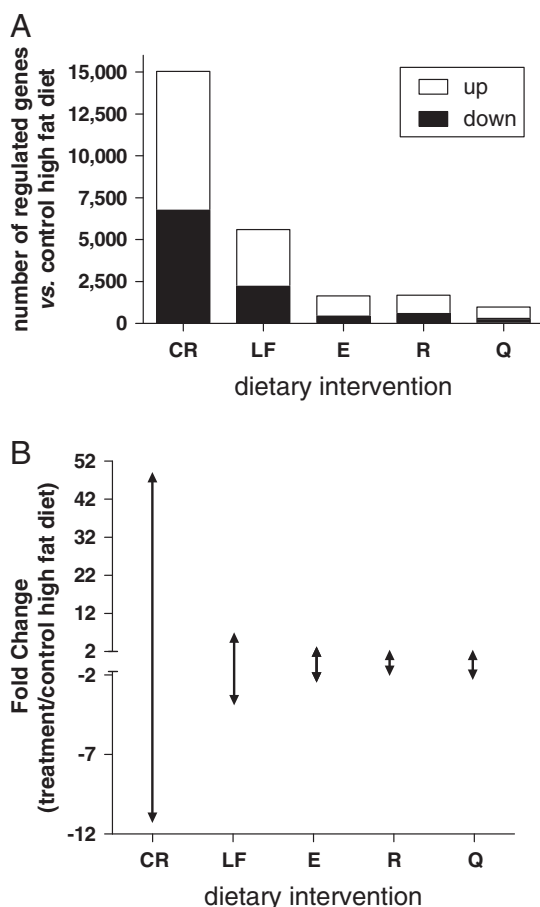 A
number of regulated genes
vs. control high fat diet
15,000
12,500
10,000
7,500
5,000
2,500
0
up
down
CR LF E R Q
dietary intervention
B
Fold Change
(treatment/control high fat diet)
52
42
32
22
12
2
-2
-7
-12
CR LF E R Q
dietary intervention